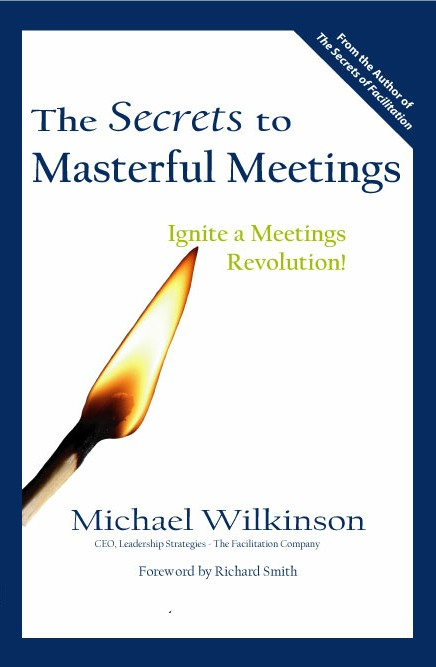 From the Author of
The Secrets of Facilitation
The Secrets to
Masterful Meetings
Ignite a Meetings
Revolution!
Michael Wilkinson
CEO, Leadership Strategies - The Facilitation Company
Foreword by Richard Smith